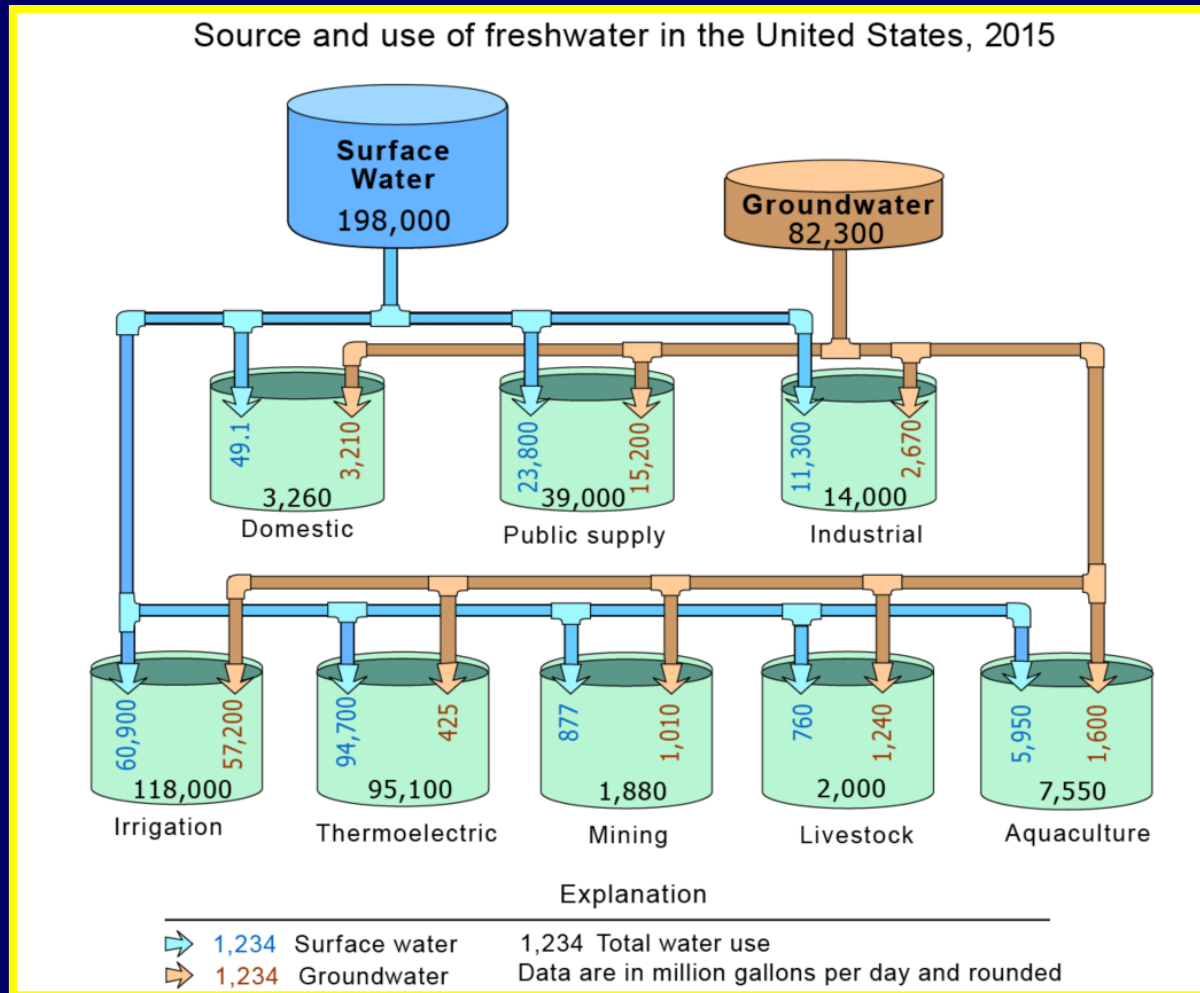 Source and use of freshwater in the United States, 2015
Surface
Water
198,000
Groundwater
82,300
49.1
3,210
3,260
Domestic
23,800
15,200
39,000
Public supply
11,300
2,670
14,000
Industrial
60,900
57,200
118,000
Irrigation
94,700
425
95,100
Thermoelectric
877
1,010
1,880
Mining
760
1,240
2,000
Livestock
5,950
1,600
7,550
Aquaculture
Explanation
1,234 Surface water
1,234 Total water use
1,234 Groundwater
Data are in million gallons per day and rounded